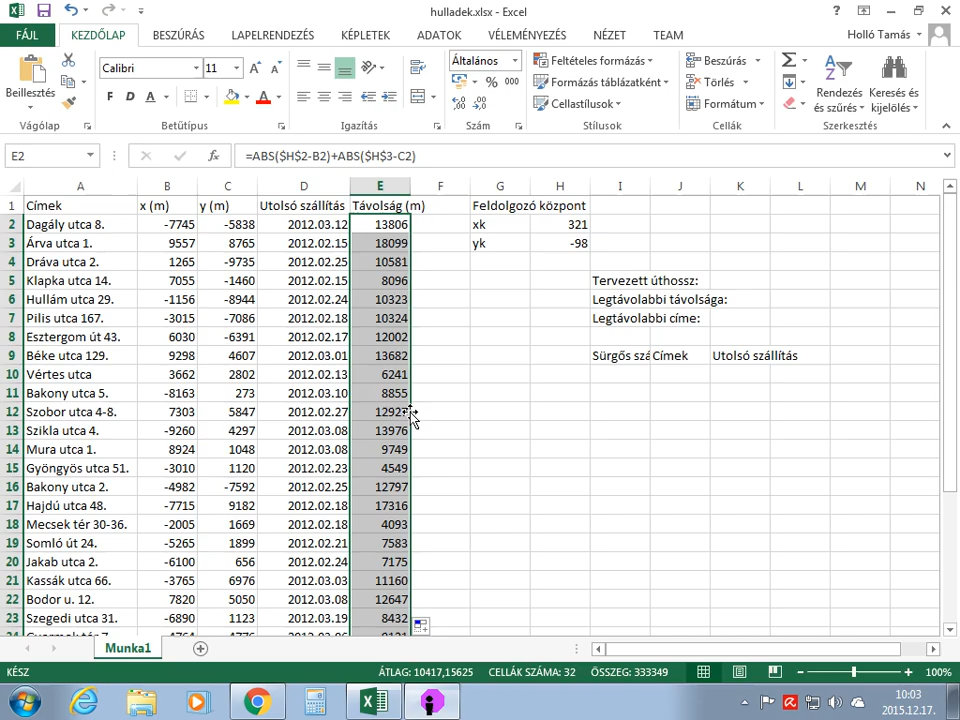 hulladek.xlsx - Excel
FÁJL KEZDŐLAP BESZÚRÁS LAPELRENDEZÉS KÉPLETEK ADATOK VÉLEMÉNYEZÉS NÉZET TEAM Holló Tamás
Beillesztés
Vágólap
Calibri 11
F D A
Betűtípus
Igazítás
Általános
% 000
Szám
Feltételes formázás
Formázás táblázatként
Cellastílusok
Stílusok
Beszúrás
Törlés
Formátum
Cellák
Rendezés és szűrés
Keresés és kijelölés
Szerkesztés
E2 fx =ABS($H$2-B2)+ABS($H$3-C2)
A B C D E F G H I J K L M N
1 Címek x (m) y (m) Utolsó szállítás Távolság (m) Feldolgozó központ
2 Dagály utca 8. -7745 -5838 2012.03.12 13806 xk 321
3 Árva utca 1. 9557 8765 2012.02.15 18099 yk -98
4 Dráva utca 2. 1265 -9735 2012.02.25 10581
5 Klapka utca 14. 7055 -1460 2012.02.15 8096 Tervezett úthossz:
6 Hullám utca 29. -1156 -8944 2012.02.24 10323 Legtávolabbi távolsága:
7 Pilis utca 167. -3015 -7086 2012.02.18 10324 Legtávolabbi címe:
8 Esztergom út 43. 6030 -6391 2012.02.17 12002
9 Béke utca 129. 9298 4607 2012.03.01 13682 Sürgős szá Címek Utolsó szállítás
10 Vértes utca 3662 2802 2012.02.13 6241
11 Bakony utca 5. -8163 273 2012.03.10 8855
12 Szobor utca 4-8. 7303 5847 2012.02.27 12927
13 Szikla utca 4. -9260 4297 2012.03.08 13976
14 Mura utca 1. 8924 1048 2012.03.08 9749
15 Gyöngyös utca 51. -3010 1120 2012.02.23 4549
16 Bakony utca 2. -4982 -7592 2012.02.25 12797
17 Hajdú utca 48. -7715 9182 2012.02.18 17316
18 Mecsek tér 30-36. -2005 1669 2012.02.18 4093
19 Somló út 24. -5265 1899 2012.02.21 7583
20 Jakab utca 2. -6100 656 2012.02.24 7175
21 Kassák utca 66. -3765 6976 2012.03.03 11160
22 Bodor u. 12. 7820 5050 2012.03.08 12647
23 Szegedi utca 31. -6890 1123 2012.03.19 8432
Munka1
KÉSZ ÁTLAG: 10417,15625 CELLÁK SZÁMA: 32 ÖSSZEG: 333349 100%
10:03
2015.12.17.